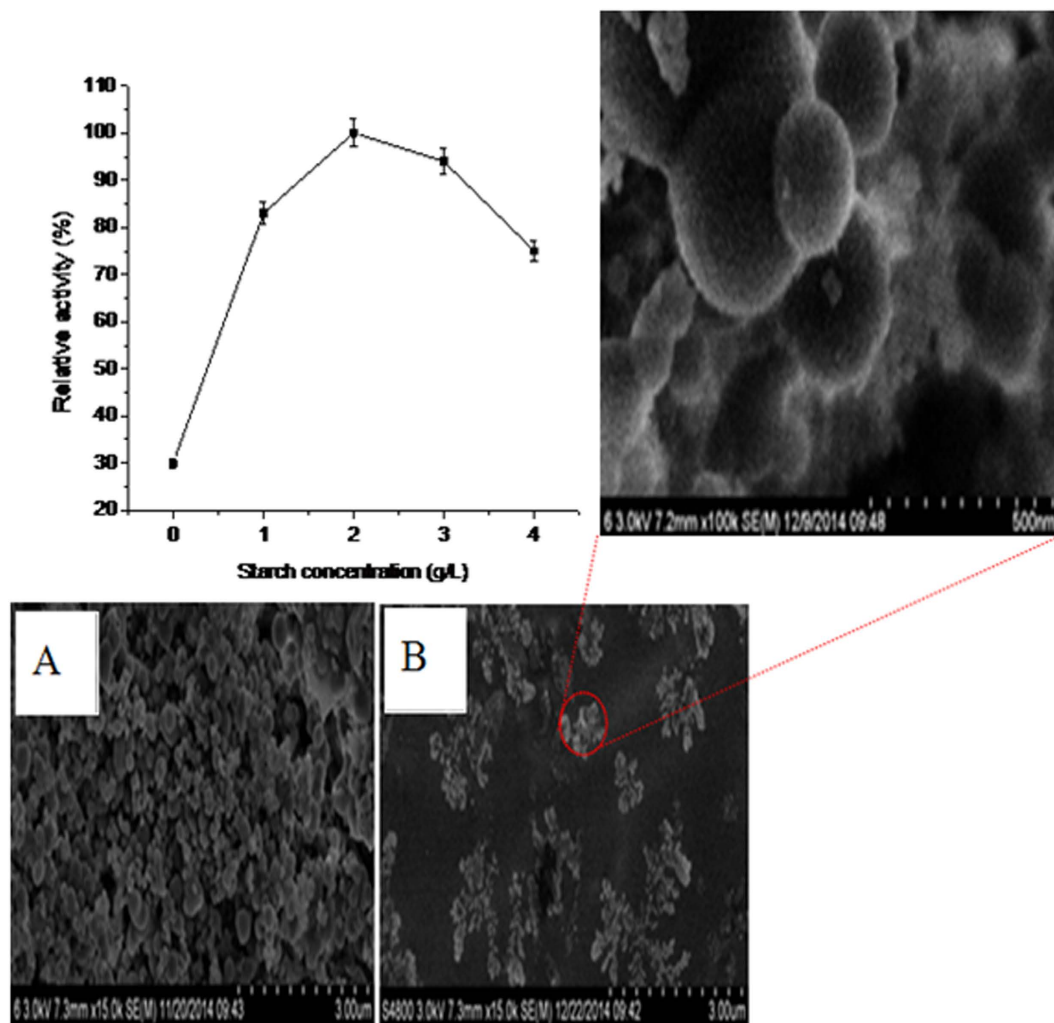 110
100
90
80
70
60
50
40
30
20
Relative activity (%)
0 1 2 3 4
Starch concentration (g/L)
6 3.0kV 7.2mm x100k SE(M) 12/9/2014 09:48 500nm
A
6 3.0kV 7.3mm x15.0k SE(M) 11/20/2014 09:43 3.00um
B
S4800 3.0kV 7.3mm x15.0k SE(M) 12/22/2014 09:42 3.00um